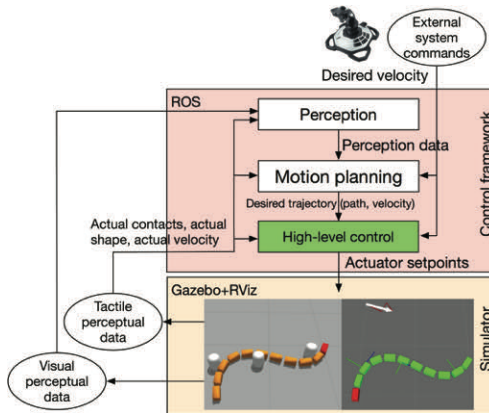 External
system
commands
Desired velocity
ROS
Perception
Perception data
Motion planning
Desired trajectory (path, velocity)
Actual contacts, actual
shape, actual velocity
High-level control
Actuator setpoints
Control framework
Gazebo+RViz
Tactile
perceptual
data
Visual
perceptual
data
Simulator